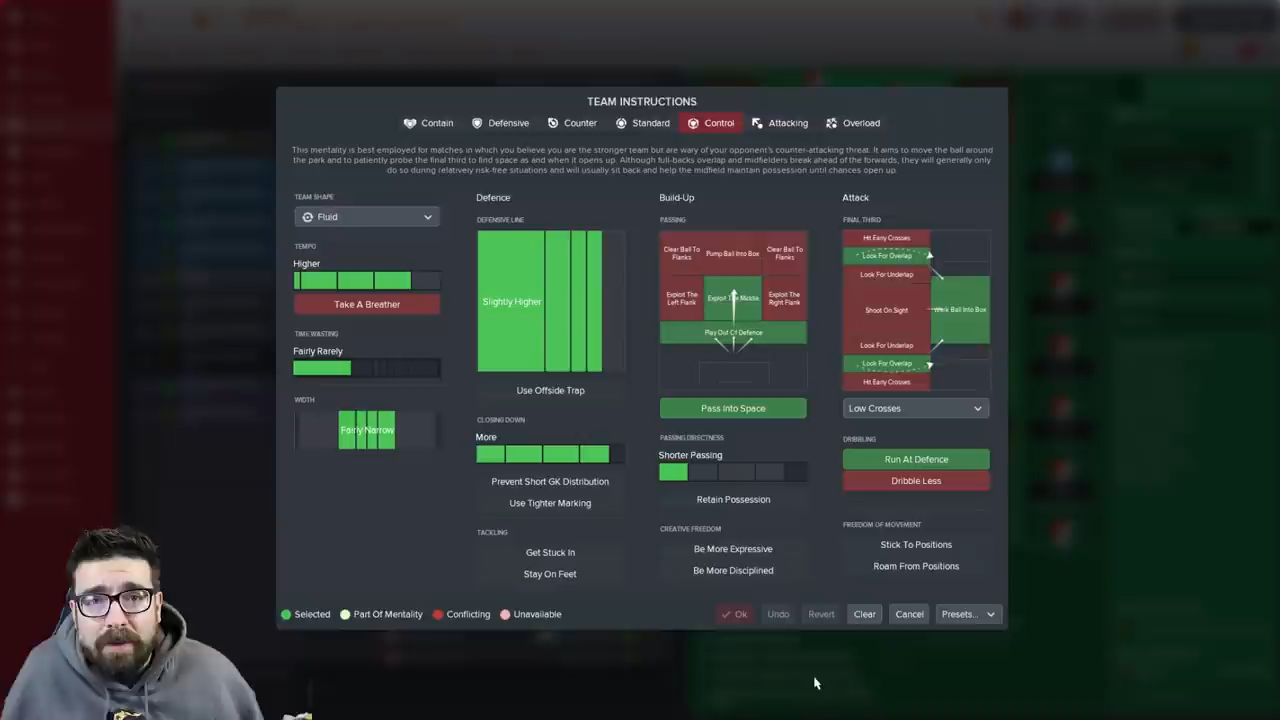 TEAM INSTRUCTIONS
Contain
Defensive
Counter
Standard
Control
Attacking
Overload
This mentality is best employed for matches in which you believe you are the stronger team but are wary of your opponent's counter-attacking threat. It aims to move the ball around
the park and to patiently probe the final third to find space as and when it opens up. Although full-backs overlap and midfielders break ahead of the forwards, they will generally only
do so during relatively risk-free situations and will usually sit back and help the midfield maintain possession until chances open up.
TEAM SHAPE
Fluid
TEMPO
Higher
Take A Breather
TIME WASTING
Fairly Rarely
WIDTH
Fairly Narrow
Defence
DEFENSIVE LINE
Slightly Higher
Use Offside Trap
CLOSING DOWN
More
Prevent Short GK Distribution
Use Tighter Marking
TACKLING
Get Stuck In
Stay On Feet
Build-Up
PASSING
Clear Ball To
Flanks
Pump Ball Into Box
Clear Ball To
Flanks
Exploit The
Left Flank
Exploit The Middle
Exploit The
Right Flank
Play Out Of Defence
Pass Into Space
PASSING DIRECTNESS
Shorter Passing
Retain Possession
CREATIVE FREEDOM
Be More Expressive
Be More Disciplined
Attack
FINAL THIRD
Hit Early Crosses
Look For Overlap
Look For Underlap
Shoot On Sight
Work Ball Into Box
Look For Underlap
Look For Overlap
Hit Early Crosses
Low Crosses
DRIBBLING
Run At Defence
Dribble Less
FREEDOM OF MOVEMENT
Stick To Positions
Roam From Positions
Selected
Part Of Mentality
Conflicting
Unavailable
Ok
Undo
Revert
Clear
Cancel
Presets...